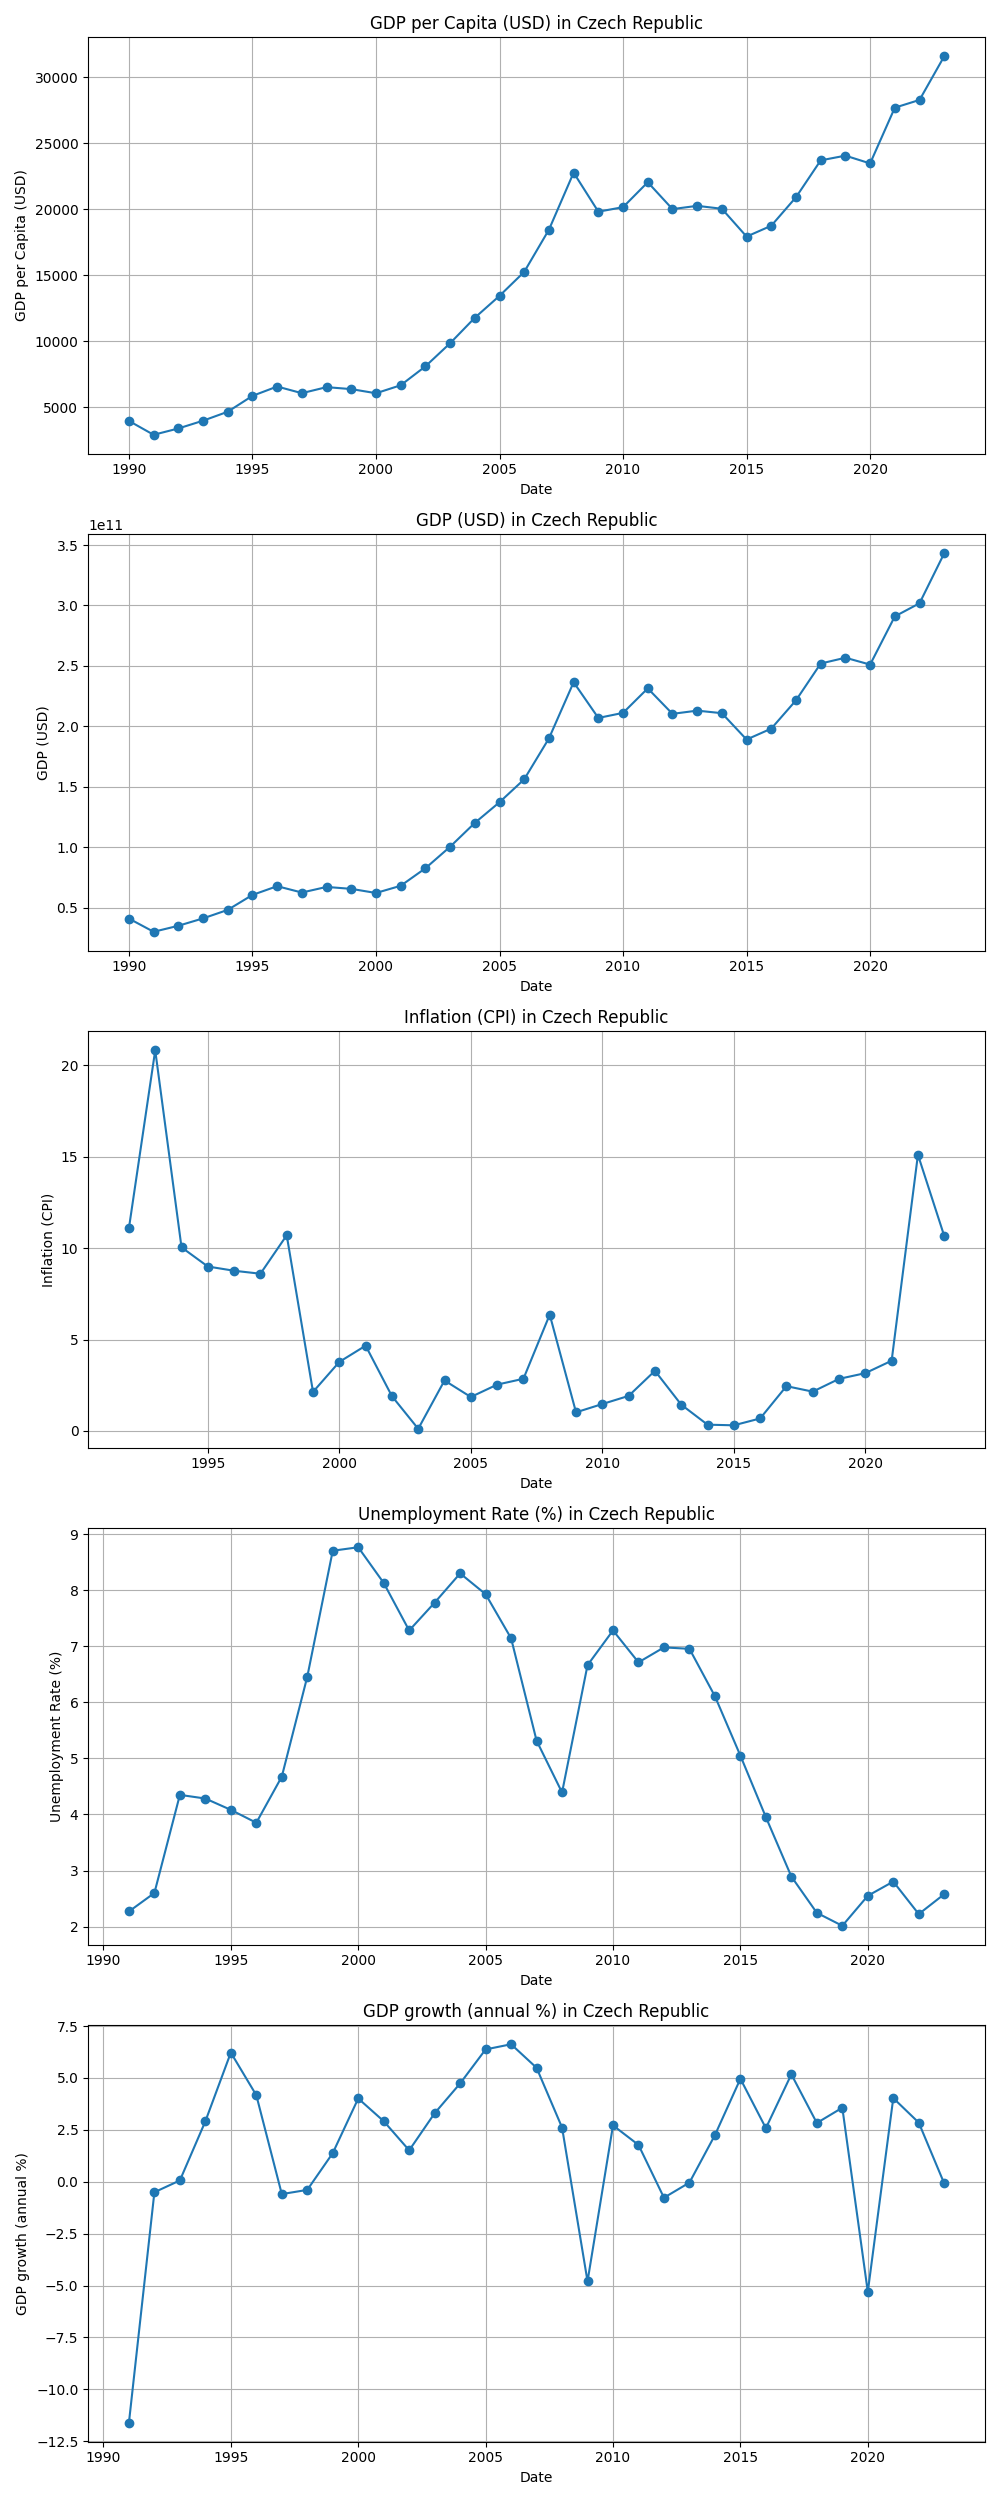 GDP per Capita (USD) in Czech Republic
30000
25000
20000
15000
10000
5000
GDP per Capita (USD)
1990 1995 2000 2005 2010 2015 2020
Date
GDP (USD) in Czech Republic
1e11
3.5
3.0
2.5
2.0
1.5
1.0
0.5
GDP (USD)
1990 1995 2000 2005 2010 2015 2020
Date
Inflation (CPI) in Czech Republic
20
15
10
5
0
Inflation (CPI)
1995 2000 2005 2010 2015 2020
Date
Unemployment Rate (%) in Czech Republic
9
8
7
6
5
4
3
2
Unemployment Rate (%)
1990 1995 2000 2005 2010 2015 2020
Date
GDP growth (annual %) in Czech Republic
7.5
5.0
2.5
0.0
−2.5
−5.0
−7.5
−10.0
−12.5
GDP growth (annual %)
1990 1995 2000 2005 2010 2015 2020
Date